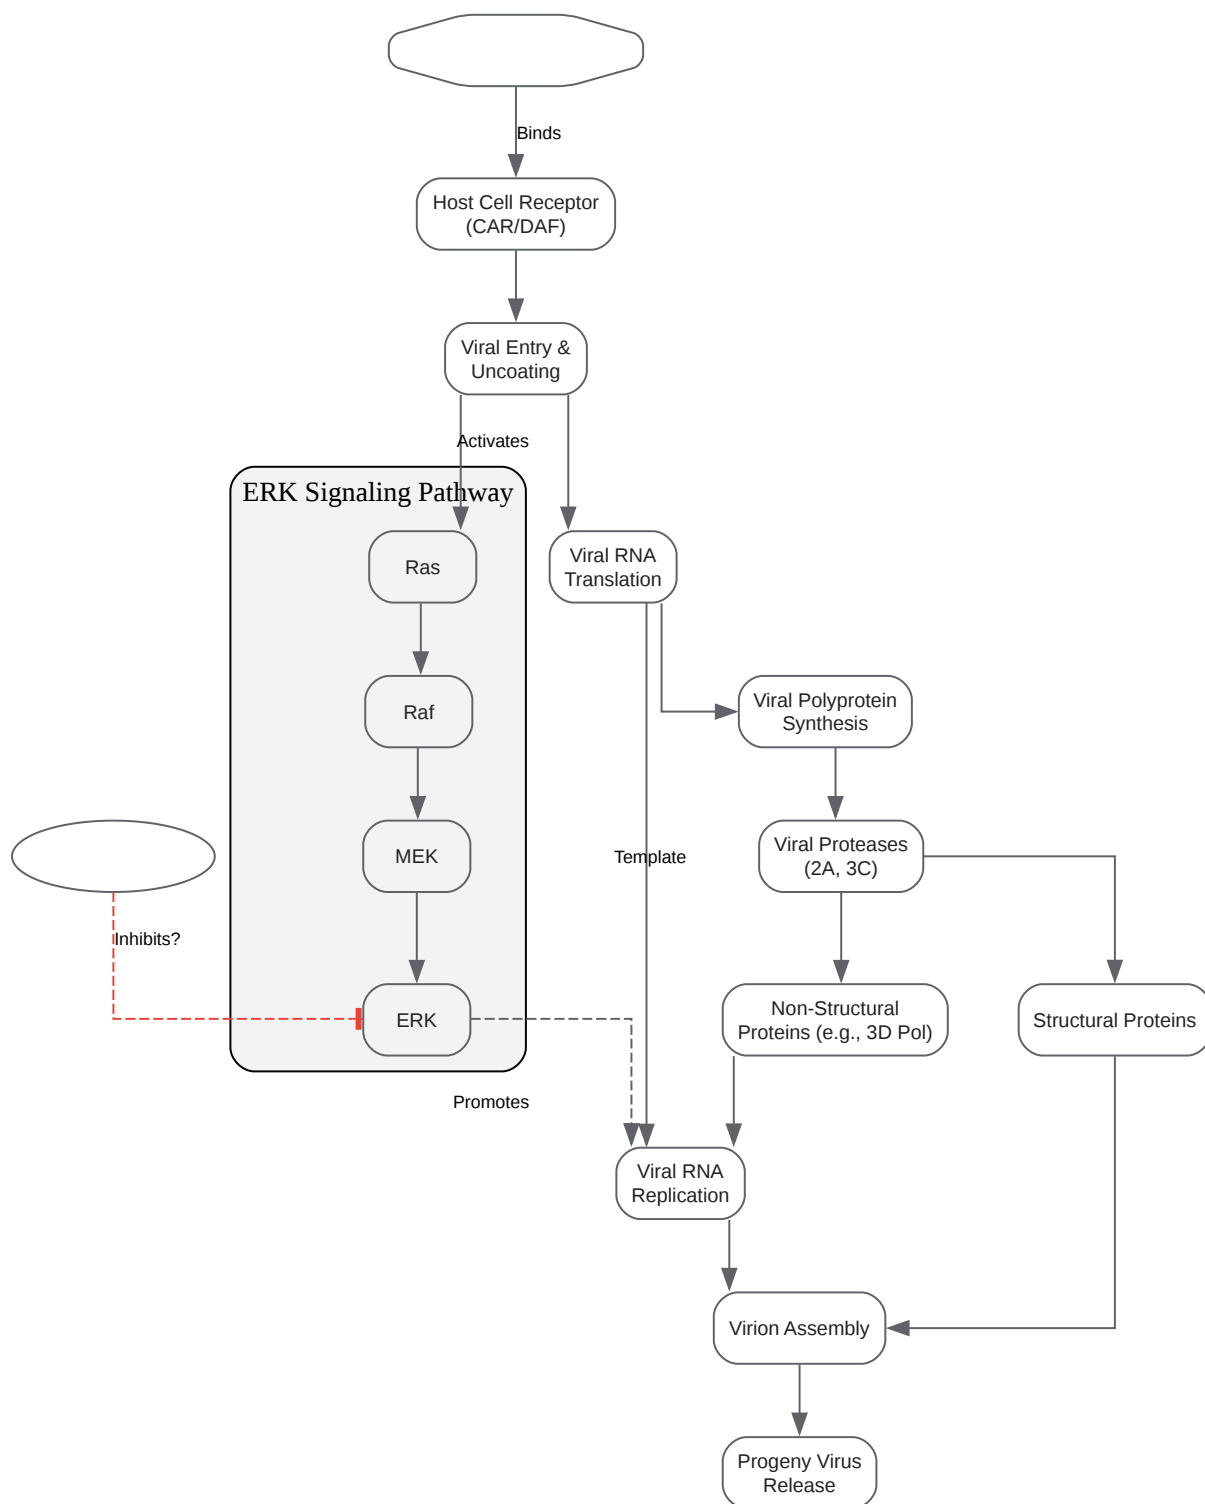 Binds
Host Cell Receptor
(CAR/DAF)
Viral Entry &
Uncoating
Activates
ERK Signaling Pathway
Ras
Viral RNA
Translation
Raf
Viral Polyprotein
Synthesis
MEK
Template
Viral Proteases
(2A, 3C)
Inhibits?
ERK
Non-Structural
Proteins (e.g., 3D Pol)
Structural Proteins
Promotes
Viral RNA
Replication
Virion Assembly
Progeny Virus
Release